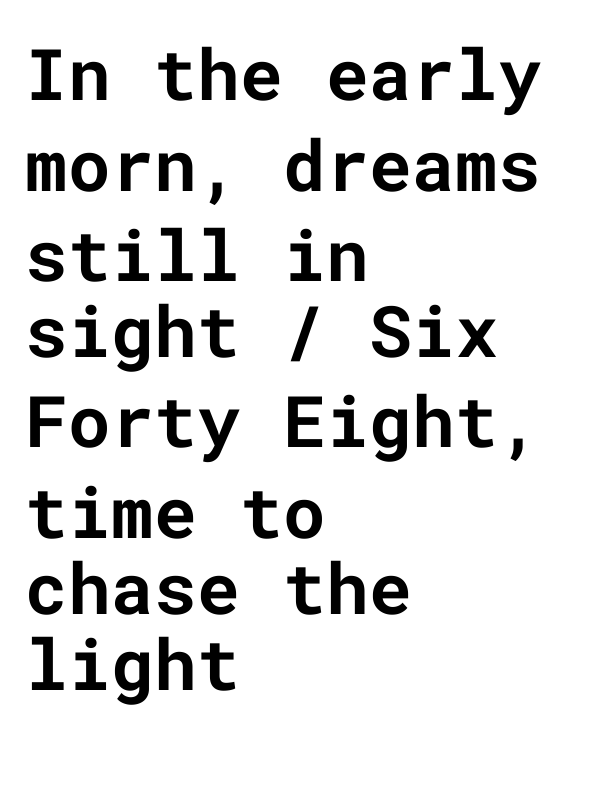 In the early
morn, dreams
still in
sight / Six
Forty Eight,
time to
chase the
light